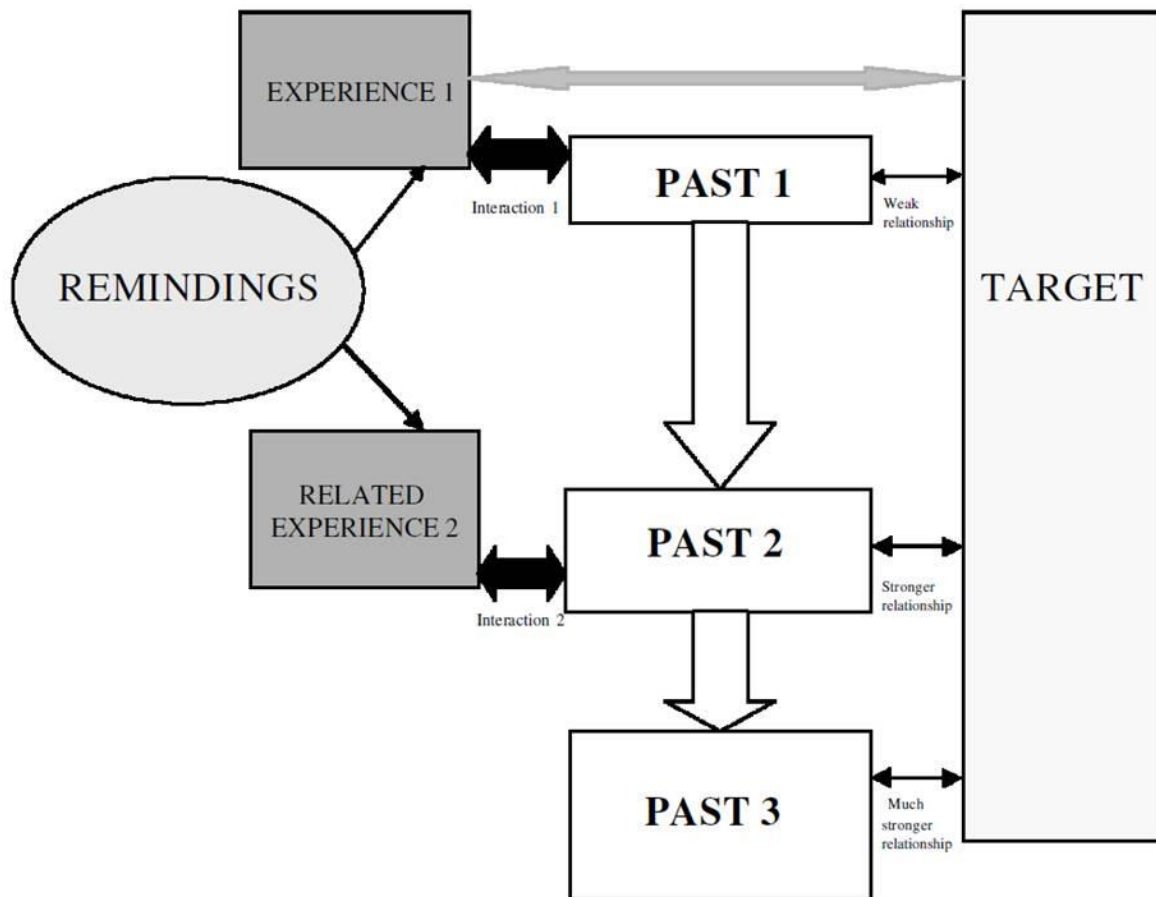 EXPERIENCE 1
Interaction 1
PAST 1
Weak
relationship
REMINDINGS
TARGET
RELATED
EXPERIENCE 2
Interaction 2
PAST 2
Stronger
relationship
PAST 3
Much
stronger
relationship